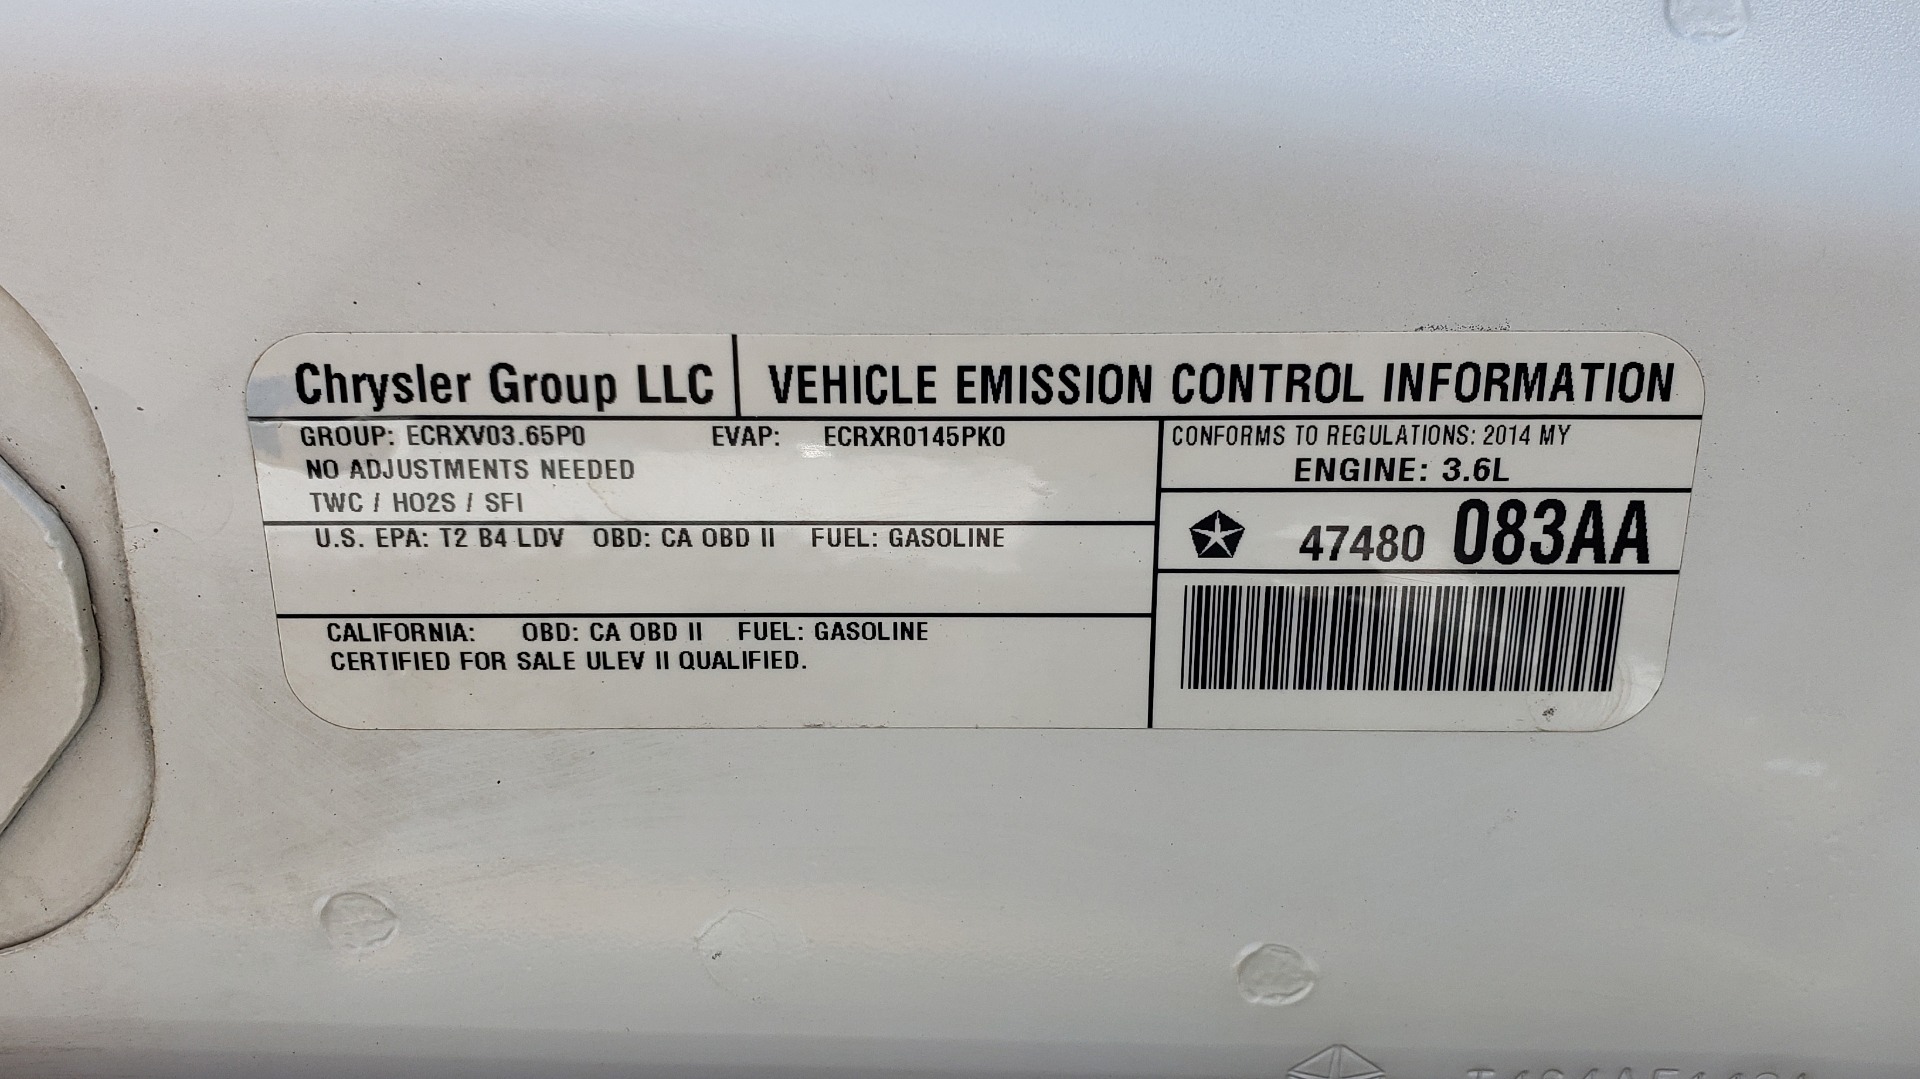 Chrysler Group LLC VEHICLE EMISSION CONTROL INFORMATION
GROUP: ECRXV03.65P0 EVAP: ECRXR0145PK0
NO ADJUSTMENTS NEEDED
TWC / HO2S / SFI
U.S. EPA: T2 B4 LDV OBD: CA OBD II FUEL: GASOLINE
CALIFORNIA: OBD: CA OBD II FUEL: GASOLINE
CERTIFIED FOR SALE ULEV II QUALIFIED.
CONFORMS TO REGULATIONS: 2014 MY
ENGINE: 3.6L
47480 083AA